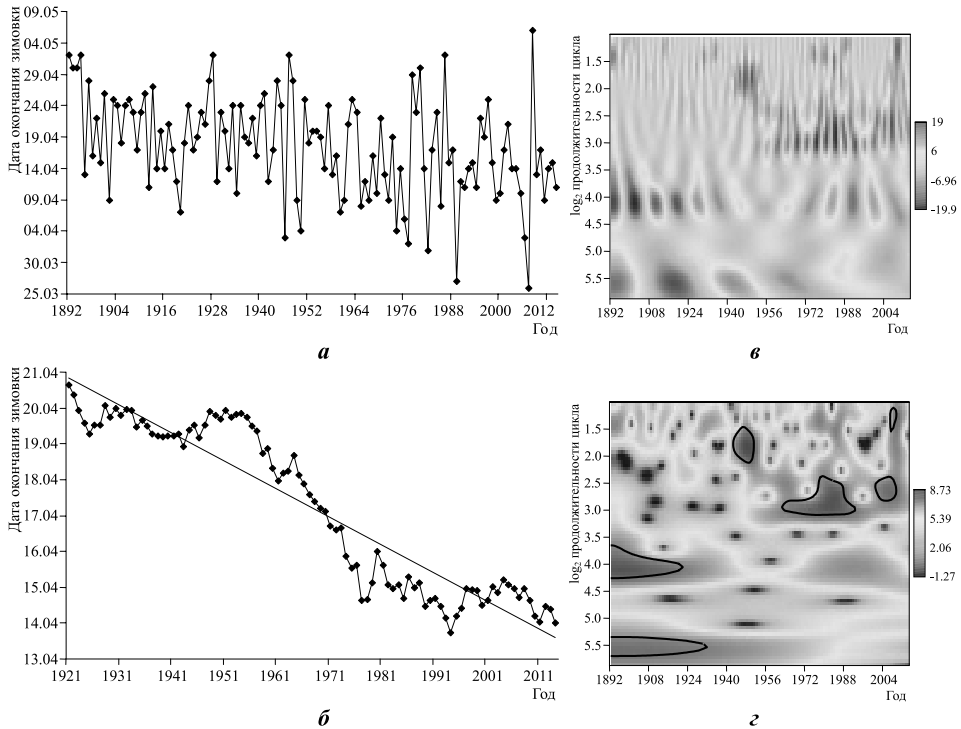 Дата окончания зимовки
09.05
04.05
29.04
24.04
19.04
14.04
09.04
04.04
30.03
25.03
1892 1904 1916 1928 1940 1952 1964 1976 1988 2000 2012
Год
а
log₂ продолжительности цикла
1.5
2.0
2.5
3.0
3.5
4.0
4.5
5.0
5.5
1892 1908 1924 1940 1956 1972 1988 2004
Год
19
6
-6.96
-19.9
в
Дата окончания зимовки
21.04
20.04
19.04
18.04
17.04
16.04
15.04
14.04
13.04
1921 1931 1941 1951 1961 1971 1981 1991 2001 2011
Год
б
log₂ продолжительности цикла
1.5
2.0
2.5
3.0
3.5
4.0
4.5
5.0
5.5
1892 1908 1924 1940 1956 1972 1988 2004
Год
8.73
5.39
2.06
-1.27
г